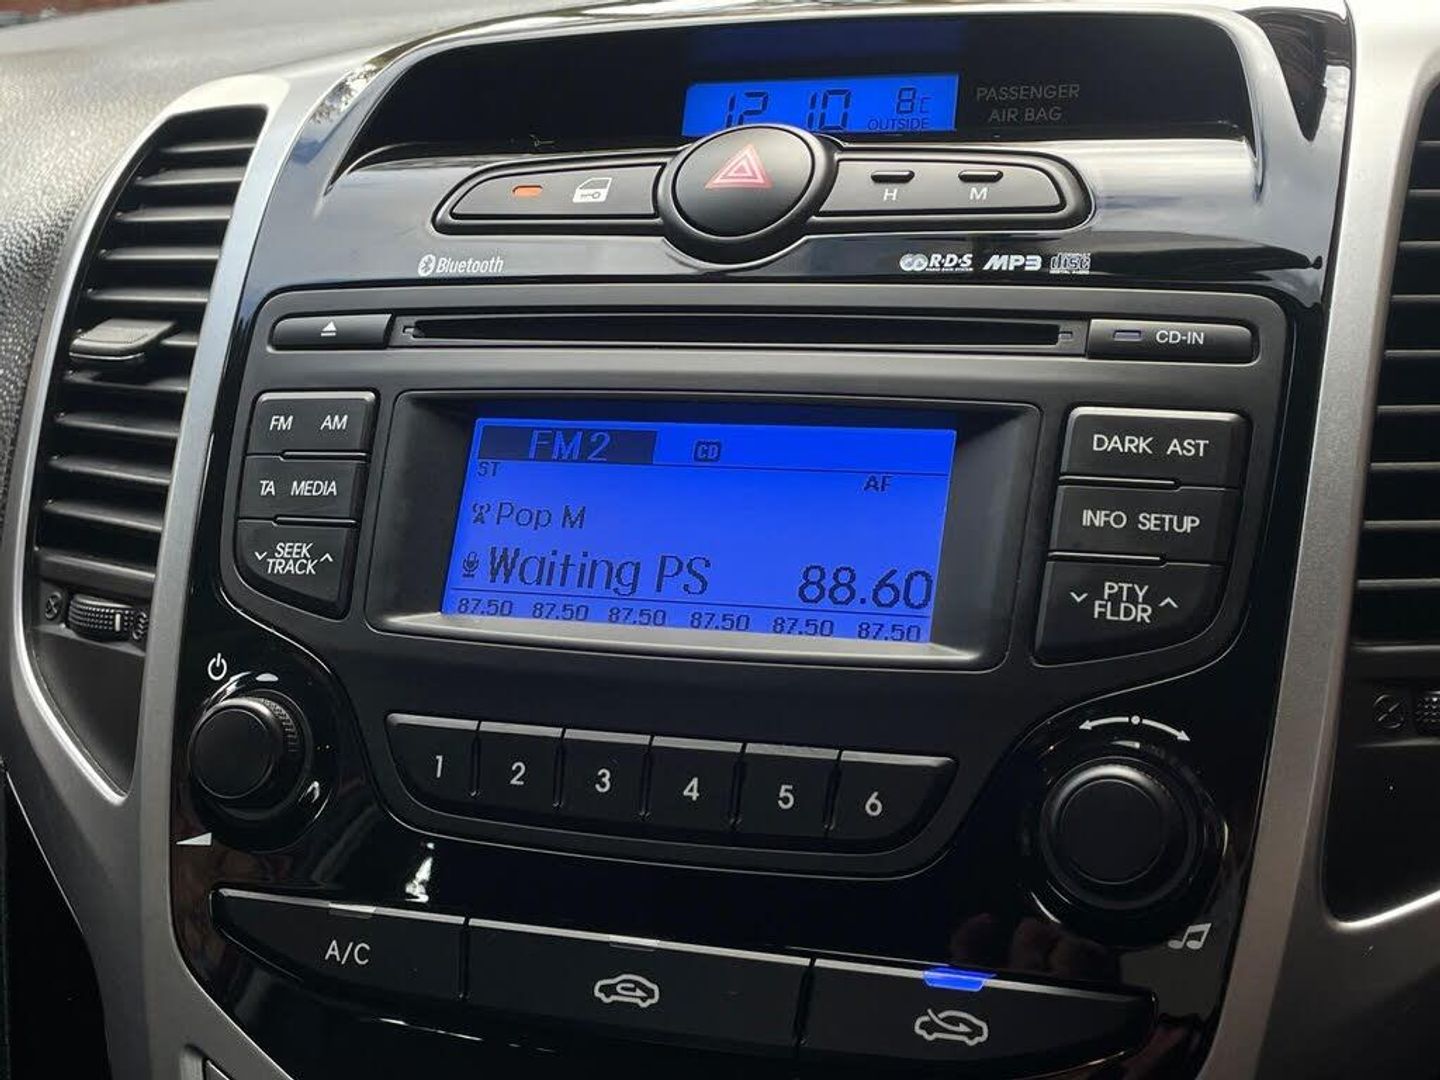 12 10 8c
OUTSIDE
PASSENGER
AIR BAG
H M
Bluetooth
R·D·S MP3 disc
CD-IN
FM AM
TA MEDIA
SEEK
TRACK
FM2 CD
ST AF
Pop M
Waiting PS 88.60
87.50 87.50 87.50 87.50 87.50 87.50
DARK AST
INFO SETUP
PTY
FLDR
1 2 3 4 5 6
A/C